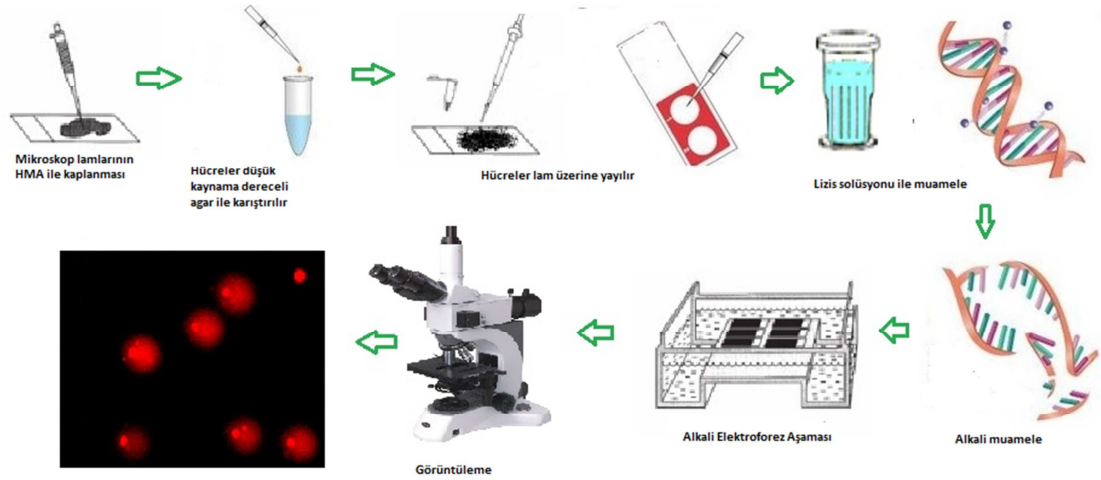 Mikroskop lamlarının
HMA ile kaplanması
Hücreler düşük
kaynama dereceli
agar ile karıştırılır
Hücreler lam üzerine yayılır
Lizis solüsyonu ile muamele
Alkali muamele
Alkali Elektroforez Aşaması
Görüntüleme